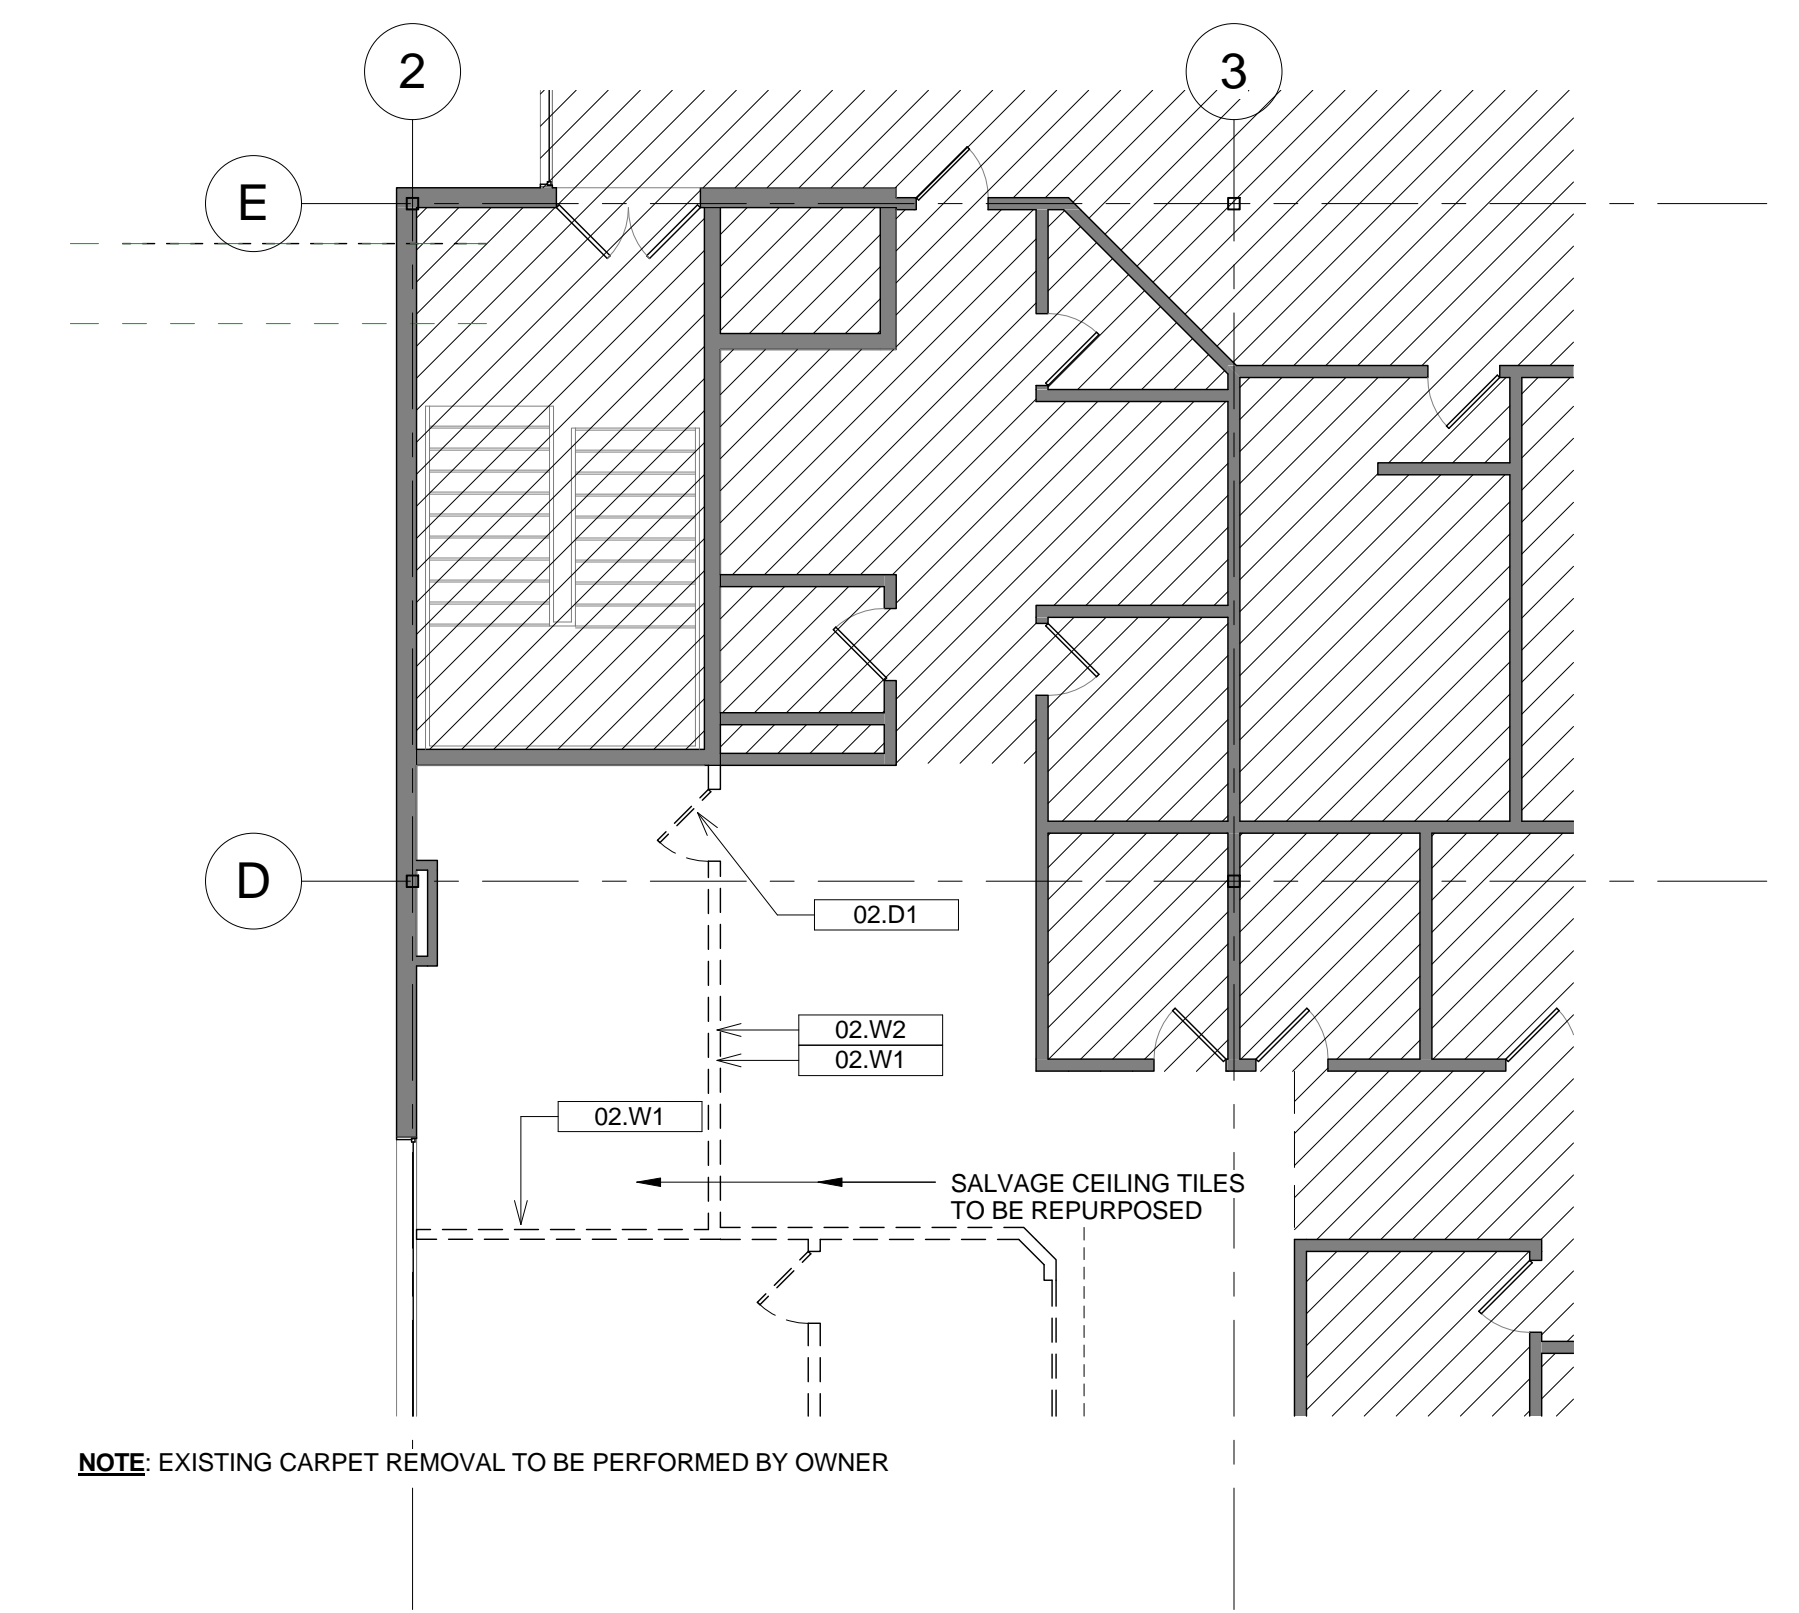 2
3
E
D
02.D1
02.W2
02.W1
02.W1
SALVAGE CEILING TILES
TO BE REPURPOSED
NOTE: EXISTING CARPET REMOVAL TO BE PERFORMED BY OWNER